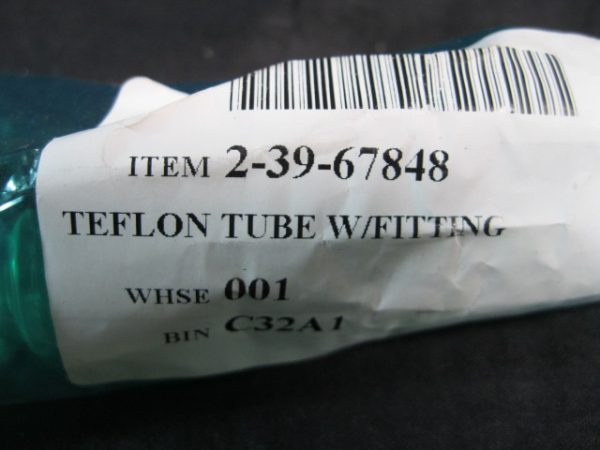 ITEM 2-39-67848
TEFLON TUBE W/FITTING
WHSE 001
BIN C32A1